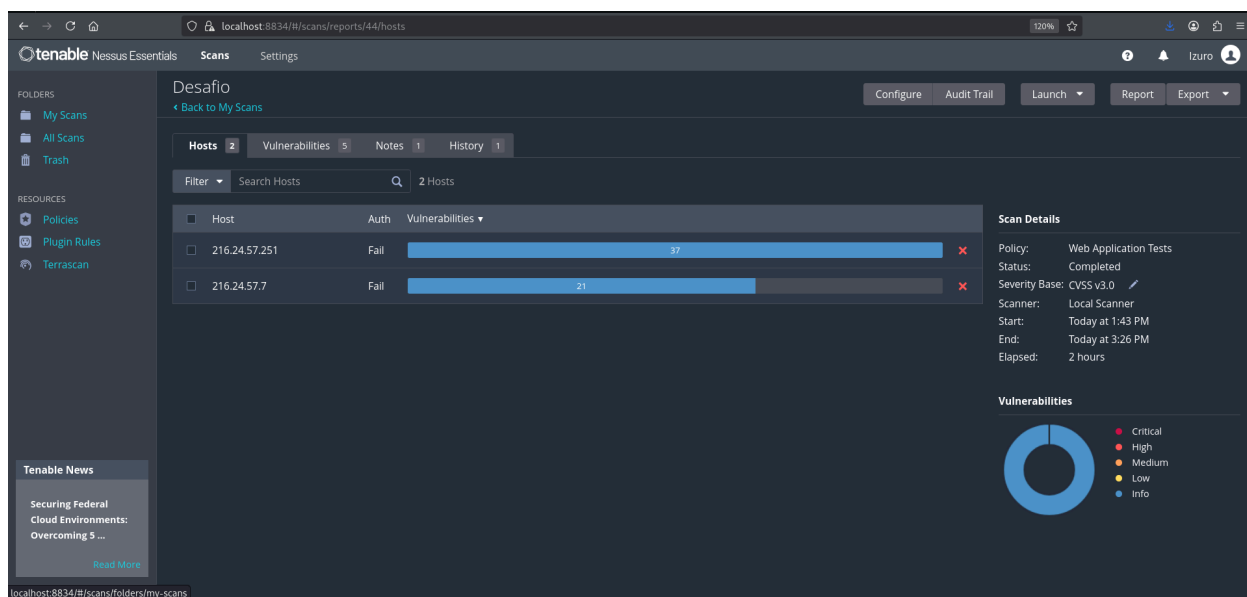 localhost:8834/#/scans/reports/44/hosts 120%
tenable Nessus Essentials Scans Settings Izuro
FOLDERS
My Scans
All Scans
Trash
RESOURCES
Policies
Plugin Rules
Terrascan
Tenable News
Securing Federal
Cloud Environments:
Overcoming 5 ...
Read More
localhost:8834/#/scans/folders/my-scans
Desafio
Back to My Scans
Configure Audit Trail Launch Report Export
Hosts 2 Vulnerabilities 5 Notes 1 History 1
Filter Search Hosts 2 Hosts
Host Auth Vulnerabilities
216.24.57.251 Fail 37
216.24.57.7 Fail 21
Scan Details
Policy: Web Application Tests
Status: Completed
Severity Base: CVSS v3.0
Scanner: Local Scanner
Start: Today at 1:43 PM
End: Today at 3:26 PM
Elapsed: 2 hours
Vulnerabilities
Critical
High
Medium
Low
Info